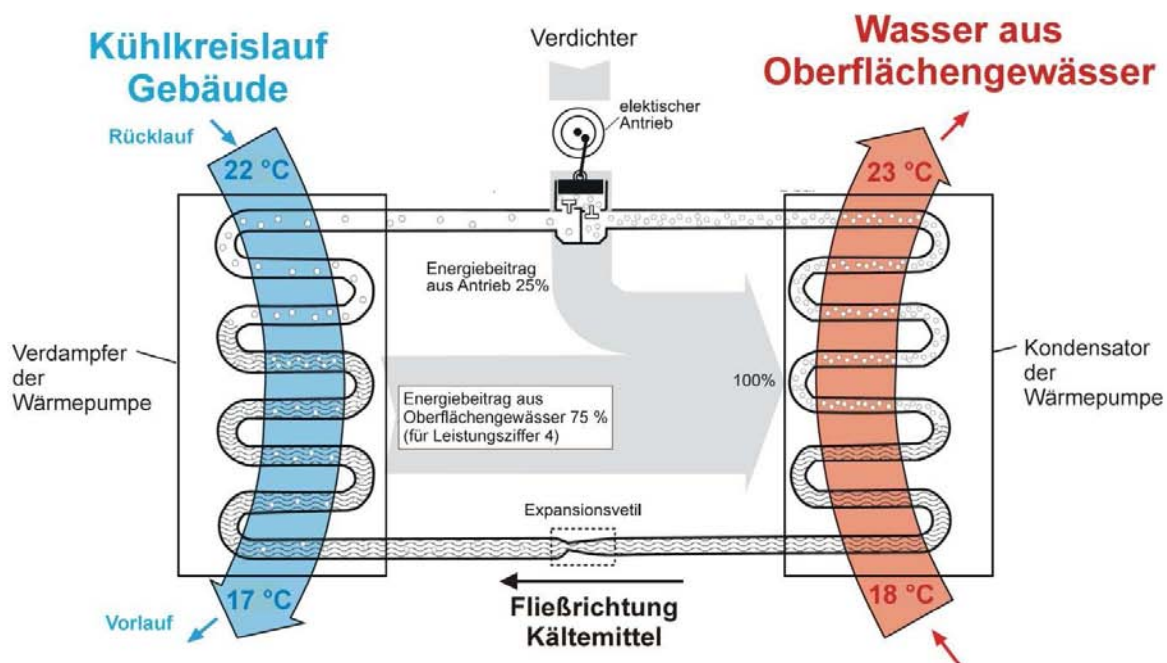 Kühlkreislauf
Gebäude
Rücklauf
22 °C
Verdichter
elektischer
Antrieb
Wasser aus
Oberflächengewässer
23 °C
Energiebeitrag
aus Antrieb 25%
Verdampfer
der
Wärmepumpe
Energiebeitrag aus
Oberflächengewässer 75 %
(für Leistungsziffer 4)
100%
Kondensator
der
Wärmepumpe
Expansionsvetil
17 °C
Vorlauf
Fließrichtung
Kältemittel
18 °C